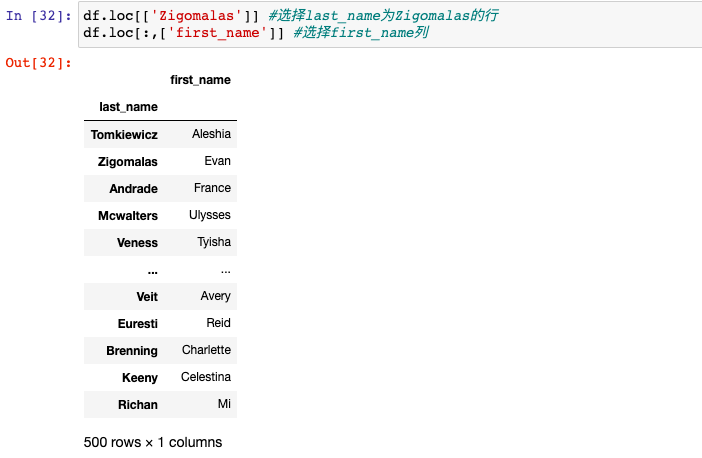 In [32]: df.loc[['Zigomalas']] #选择last_name为Zigomalas的行
df.loc[:,['first_name']] #选择first_name列
Out[32]:
first_name
last_name
Tomkiewicz Aleshia
Zigomalas Evan
Andrade France
Mcwalters Ulysses
Veness Tyisha
... ...
Veit Avery
Euresti Reid
Brenning Charlette
Keeny Celestina
Richan Mi
500 rows × 1 columns